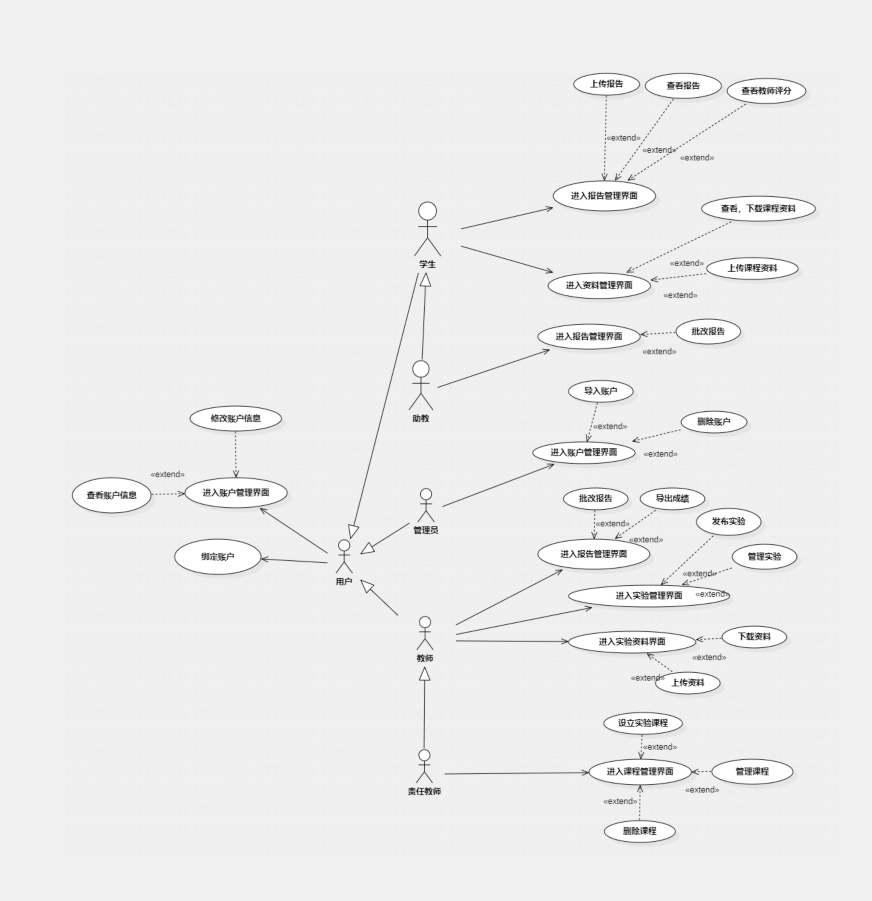 上传报告
查看报告
查看教师评分
«extend»
«extend»
«extend»
进入报告管理界面
查看，下载课程资料
学生
«extend»
上传课程资料
进入资料管理界面
«extend»
进入报告管理界面
批改报告
«extend»
助教
导入账户
«extend»
删除账户
进入账户管理界面
«extend»
修改账户信息
«extend»
查看账户信息
进入账户管理界面
绑定账户
用户
管理员
批改报告
导出成绩
«extend»
发布实验
«extend»
进入报告管理界面
管理实验
«extend»
进入实验管理界面
«extend»
教师
进入实验资料界面
下载资料
«extend»
«extend»
上传资料
设立实验课程
«extend»
进入课程管理界面
管理课程
责任教师
«extend»
«extend»
删除课程